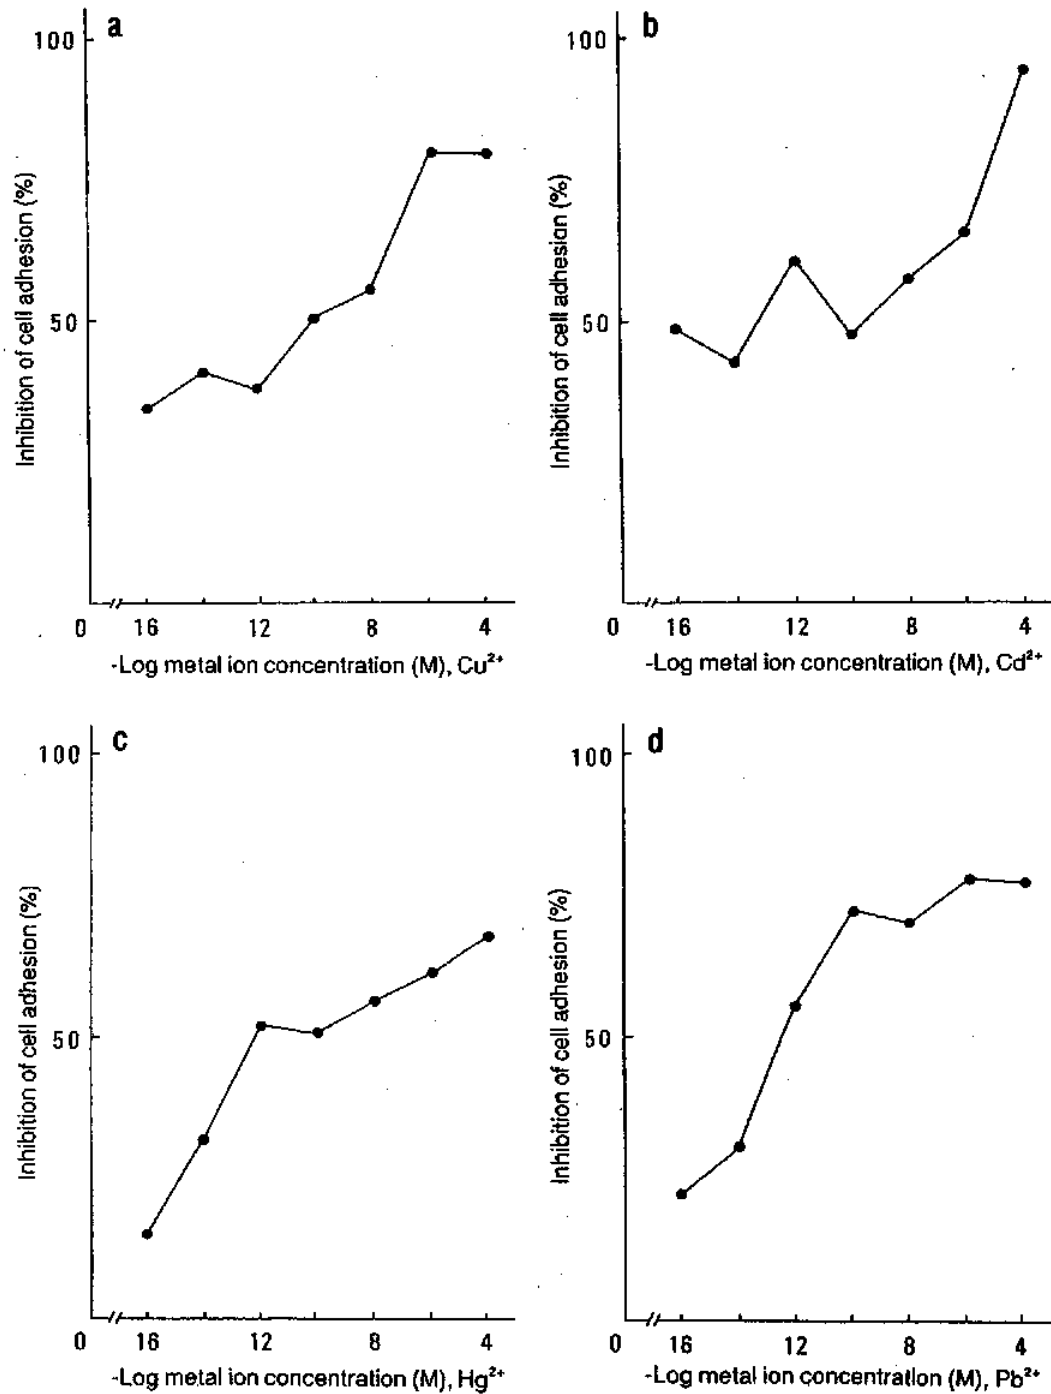 a
100
50
Inhibition of cell adhesion (%)
0 16 12 8 4
-Log metal ion concentration (M), Cu²⁺
b
100
50
Inhibition of cell adhesion (%)
0 16 12 8 4
-Log metal ion concentration (M), Cd²⁺
c
100
50
Inhibition of cell adhesion (%)
0 16 12 8 4
-Log metal ion concentration (M), Hg²⁺
d
100
50
Inhibition of cell adhesion (%)
0 16 12 8 4
-Log metal ion concentration (M), Pb²⁺